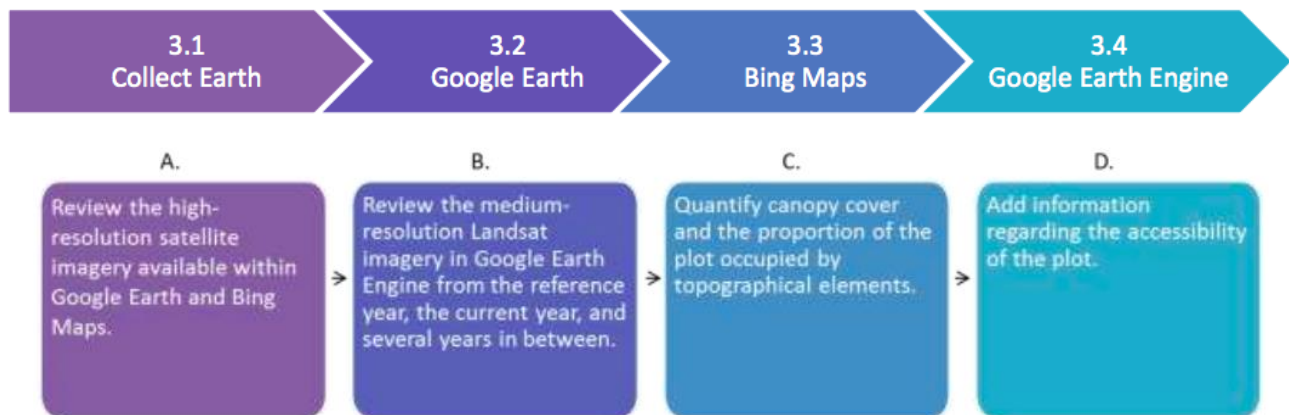 3.1
Collect Earth
3.2
Google Earth
3.3
Bing Maps
3.4
Google Earth Engine
A.
Review the high-
resolution satellite
imagery available within
Google Earth and Bing
Maps.
B.
Review the medium-
resolution Landsat
imagery in Google Earth
Engine from the reference
year, the current year, and
several years in between.
C.
Quantify canopy cover
and the proportion of the
plot occupied by
topographical elements.
D.
Add information
regarding the accessibility
of the plot.